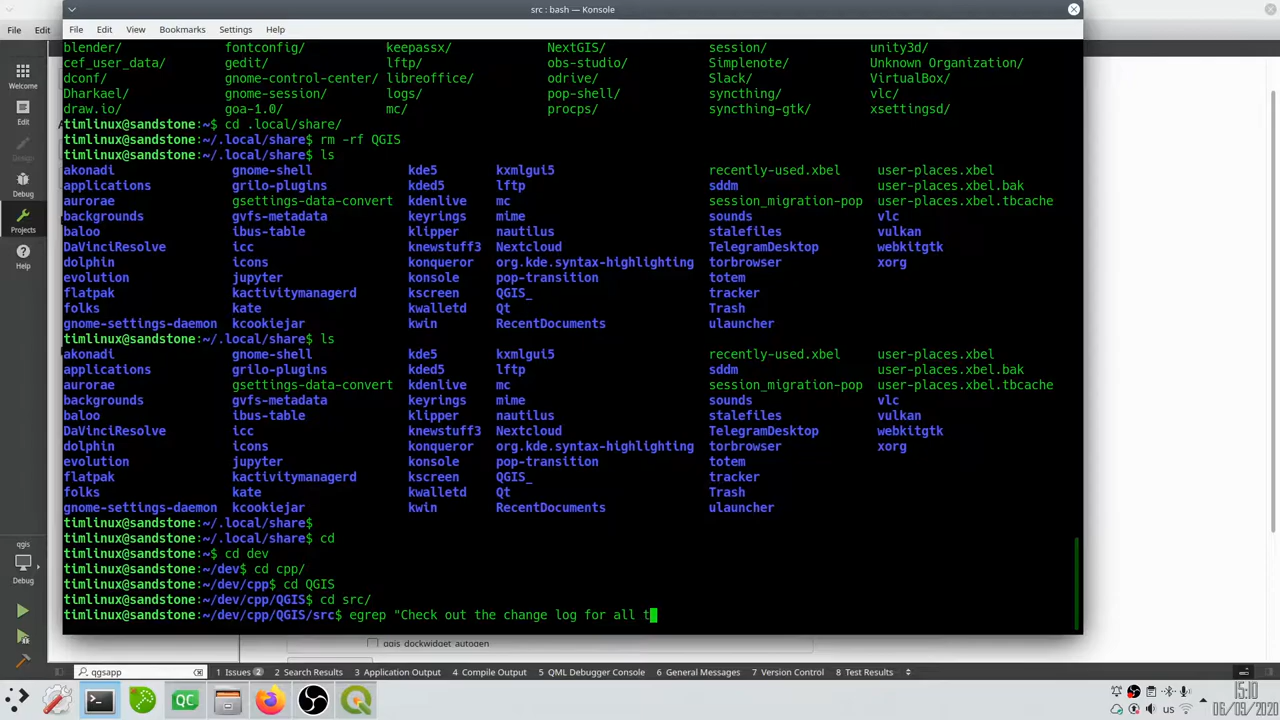 src : bash — Konsole
File Edit
File Edit View Bookmarks Settings Help
blender/ fontconfig/ keepassx/ NextGIS/ session/ unity3d/
cef_user_data/ gedit/ lftp/ obs-studio/ Simplenote/ Unknown Organization/
dconf/ gnome-control-center/ libreoffice/ odrive/ Slack/ VirtualBox/
Dharkael/ gnome-session/ logs/ pop-shell/ syncthing/ vlc/
draw.io/ goa-1.0/ mc/ procps/ syncthing-gtk/ xsettingsd/
timlinux@sandstone:~$ cd .local/share/
timlinux@sandstone:~/.local/share$ rm -rf QGIS
timlinux@sandstone:~/.local/share$ ls
akonadi gnome-shell kde5 kxmlgui5 recently-used.xbel user-places.xbel
applications grilo-plugins kded5 lftp sddm user-places.xbel.bak
aurorae gsettings-data-convert kdenlive mc session_migration-pop user-places.xbel.tbcache
backgrounds gvfs-metadata keyrings mime sounds vlc
baloo ibus-table klipper nautilus stalefiles vulkan
DaVinciResolve icc knewstuff3 Nextcloud TelegramDesktop webkitgtk
dolphin icons konqueror org.kde.syntax-highlighting torbrowser xorg
evolution jupyter konsole pop-transition totem
flatpak kactivitymanagerd kscreen QGIS_ tracker
folks kate kwalletd Qt Trash
gnome-settings-daemon kcookiejar kwin RecentDocuments ulauncher
timlinux@sandstone:~/.local/share$ ls
akonadi gnome-shell kde5 kxmlgui5 recently-used.xbel user-places.xbel
applications grilo-plugins kded5 lftp sddm user-places.xbel.bak
aurorae gsettings-data-convert kdenlive mc session_migration-pop user-places.xbel.tbcache
backgrounds gvfs-metadata keyrings mime sounds vlc
baloo ibus-table klipper nautilus stalefiles vulkan
DaVinciResolve icc knewstuff3 Nextcloud TelegramDesktop webkitgtk
dolphin icons konqueror org.kde.syntax-highlighting torbrowser xorg
evolution jupyter konsole pop-transition totem
flatpak kactivitymanagerd kscreen QGIS_ tracker
folks kate kwalletd Qt Trash
gnome-settings-daemon kcookiejar kwin RecentDocuments ulauncher
timlinux@sandstone:~/.local/share$
timlinux@sandstone:~/.local/share$ cd
timlinux@sandstone:~$ cd dev
timlinux@sandstone:~/dev$ cd cpp/
timlinux@sandstone:~/dev/cpp$ cd QGIS
timlinux@sandstone:~/dev/cpp/QGIS$ cd src/
timlinux@sandstone:~/dev/cpp/QGIS/src$ egrep "Check out the change log for all t
Welcome
Edit
Design
Debug
Projects
Help
qgis
Debug
qgis_dockwidget_autogen
qgsapp 1 Issues 2 2 Search Results 3 Application Output 4 Compile Output 5 QML Debugger Console 6 General Messages 7 Version Control 8 Test Results
QC
us
15:10
06/09/2020